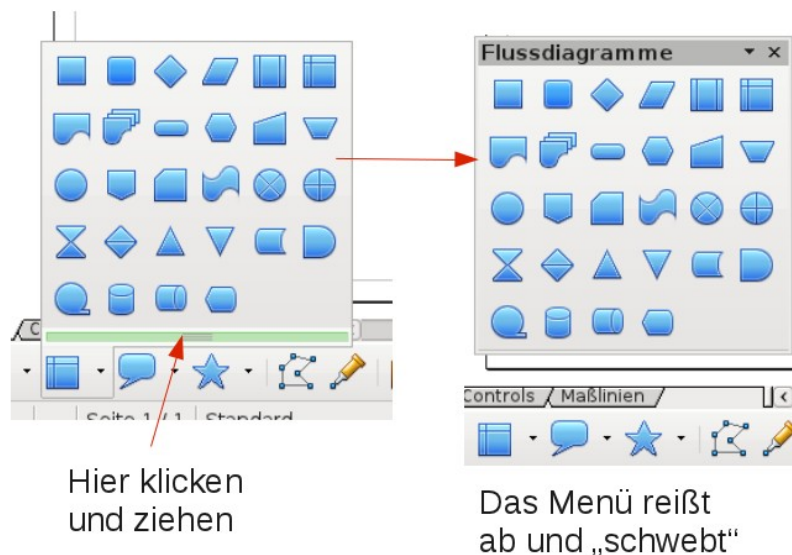 Flussdiagramme
Seite 1 / 1 Standard
Controls / Maßlinien /
Hier klicken
und ziehen
Das Menü reißt
ab und „schwebt“